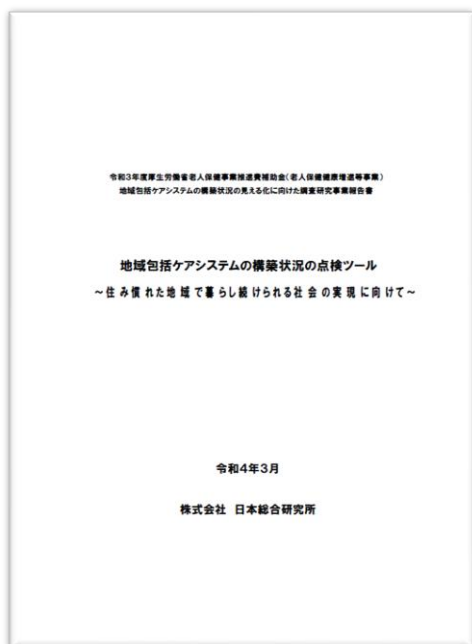 令和3年度厚生労働省老人保健事業推進費補助金（老人保健健康増進等事業）
地域包括ケアシステムの構築状況の見える化に向けた調査研究事業報告書
地域包括ケアシステムの構築状況の点検ツール
～住み慣れた地域で暮らし続けられる社会の実現に向けて～
令和4年3月
株式会社 日本総合研究所